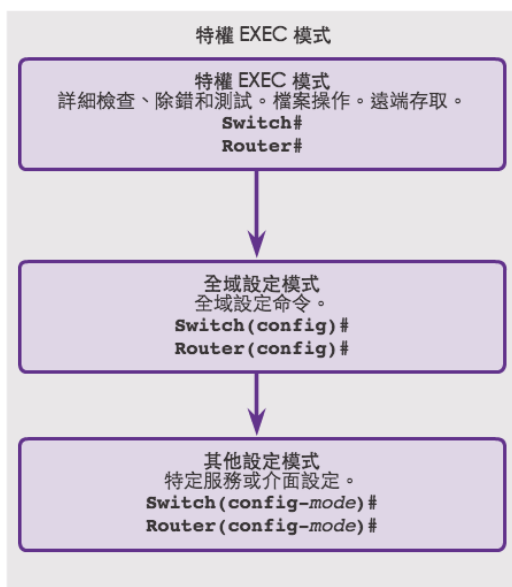 特權 EXEC 模式
特權 EXEC 模式
詳細檢查、除錯和測試。檔案操作。遠端存取。
Switch#
Router#
全域設定模式
全域設定命令。
Switch(config)#
Router(config)#
其他設定模式
特定服務或介面設定。
Switch(config-mode)#
Router(config-mode)#